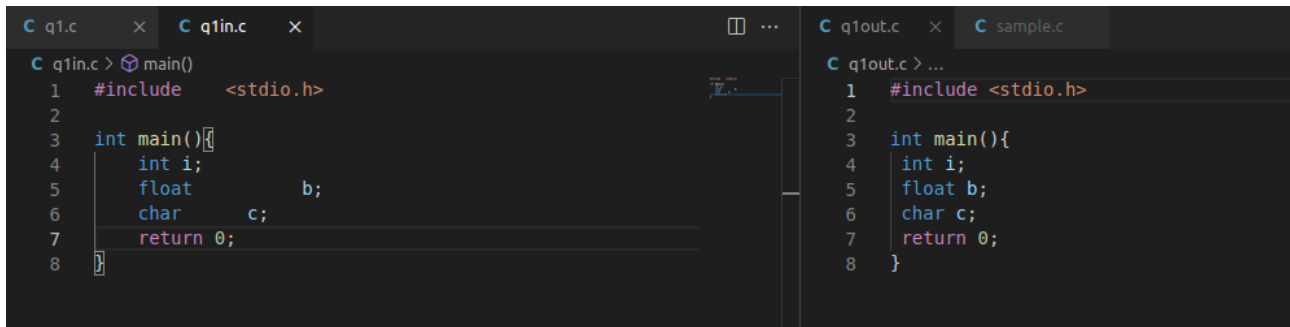 C q1.c × C q1in.c × ···
C q1in.c > main()
1 #include    <stdio.h>
2
3 int main(){
4     int i;
5     float          b;
6     char      c;
7     return 0;
8 }
C q1out.c × C sample.c
C q1out.c > ...
1 #include <stdio.h>
2
3 int main(){
4  int i;
5  float b;
6  char c;
7  return 0;
8 }